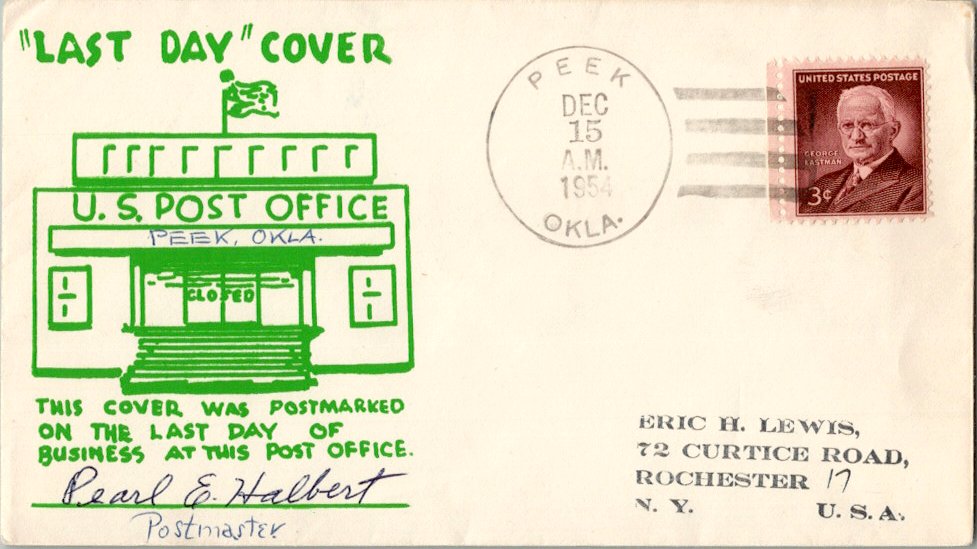 "LAST DAY" COVER
U.S. POST OFFICE
PEEK, OKLA.
CLOSED
THIS COVER WAS POSTMARKED
ON THE LAST DAY OF
BUSINESS AT THIS POST OFFICE.
Pearl E. Halbert
Postmaster
PEEK
DEC
15
A.M.
1954
OKLA.
UNITED STATES POSTAGE
GEORGE
EASTMAN
3¢
ERIC H. LEWIS,
72 CURTICE ROAD,
ROCHESTER 17
N. Y. U. S. A.